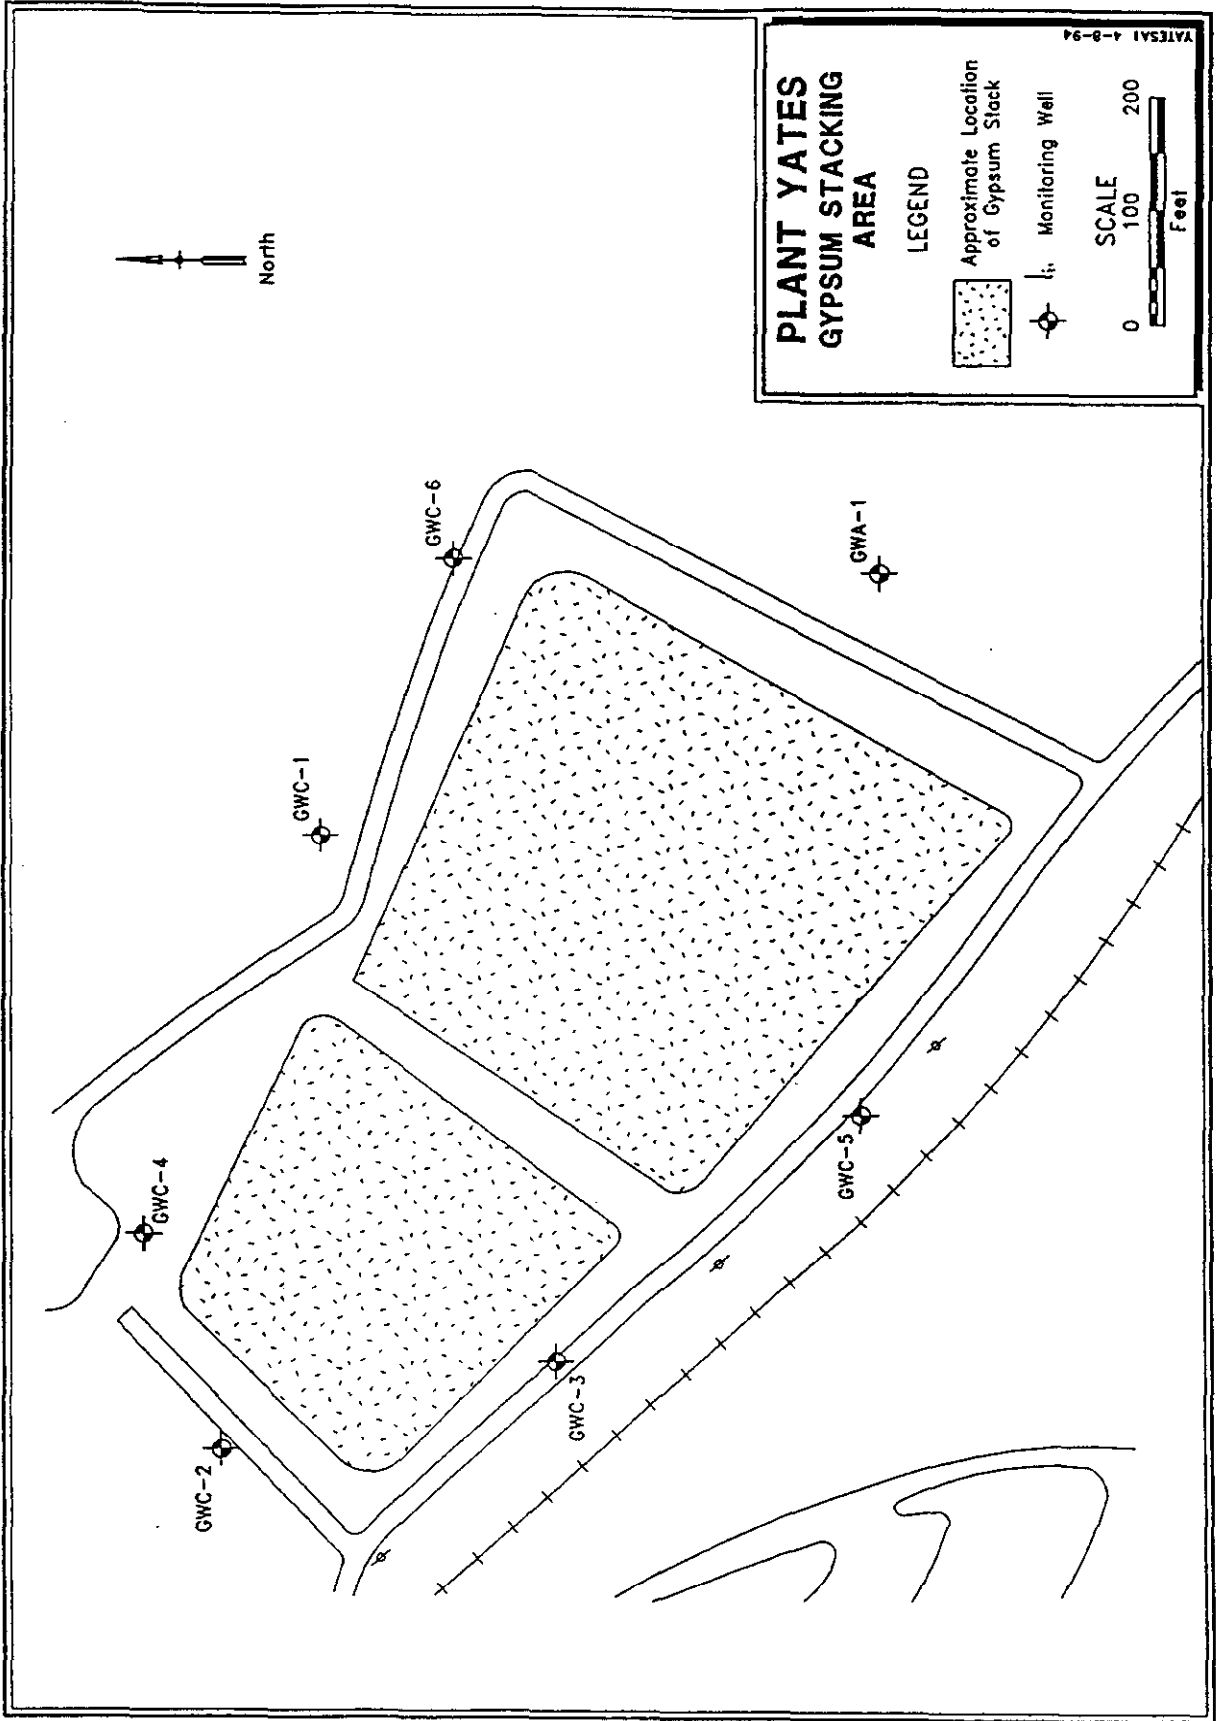 North
GWC-4
GWC-2
GWC-1
GWC-6
GWC-3
GWC-5
GWA-1
PLANT YATES
GYPSUM STACKING
AREA
LEGEND
Approximate Location
of Gypsum Stack
Monitoring Well
SCALE
0 100 200
Feet
YATESA1 4-8-94